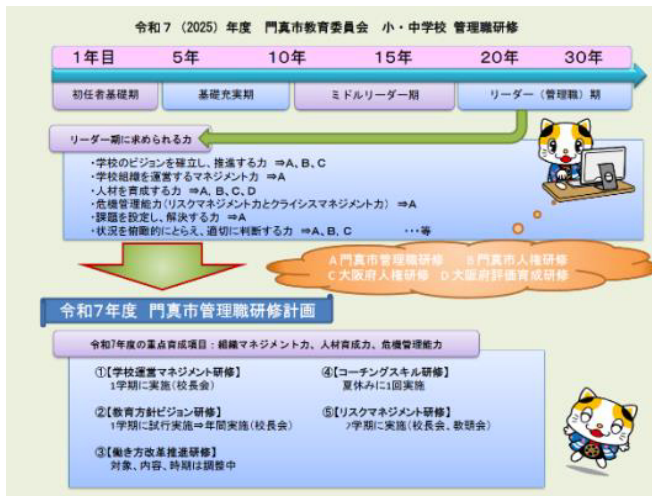 令和７（2025）年度　門真市教育委員会　小・中学校 管理職研修
1年目　5年　10年　15年　20年　30年
初任者基礎期　基礎充実期　ミドルリーダー期　リーダー（管理職）期
リーダー期に求められる力
・学校のビジョンを確立し、推進する力 ⇒A、B、C
・学校組織を運営するマネジメント力 ⇒A
・人材を育成する力 ⇒A、B、C、D
・危機管理能力（リスクマネジメント力とクライシスマネジメント力） ⇒A
・課題を設定し、解決する力 ⇒A
・状況を俯瞰的にとらえ、適切に判断する力 ⇒A、B、C　・・・等
A門真市管理職研修　B門真市人権研修
C大阪府人権研修　D大阪府評価育成研修
令和7年度　門真市管理職研修計画
令和7年度の重点育成項目：組織マネジメント力、人材育成力、危機管理能力
①【学校運営マネジメント研修】
1学期に実施（校長会）
②【教育方針ビジョン研修】
1学期に試行実施⇒年間実施（校長会）
③【働き方改革推進研修】
対象、内容、時期は調整中
④【コーチングスキル研修】
夏休みに1回実施
⑤【リスクマネジメント研修】
学期に実施（校長会、教頭会）